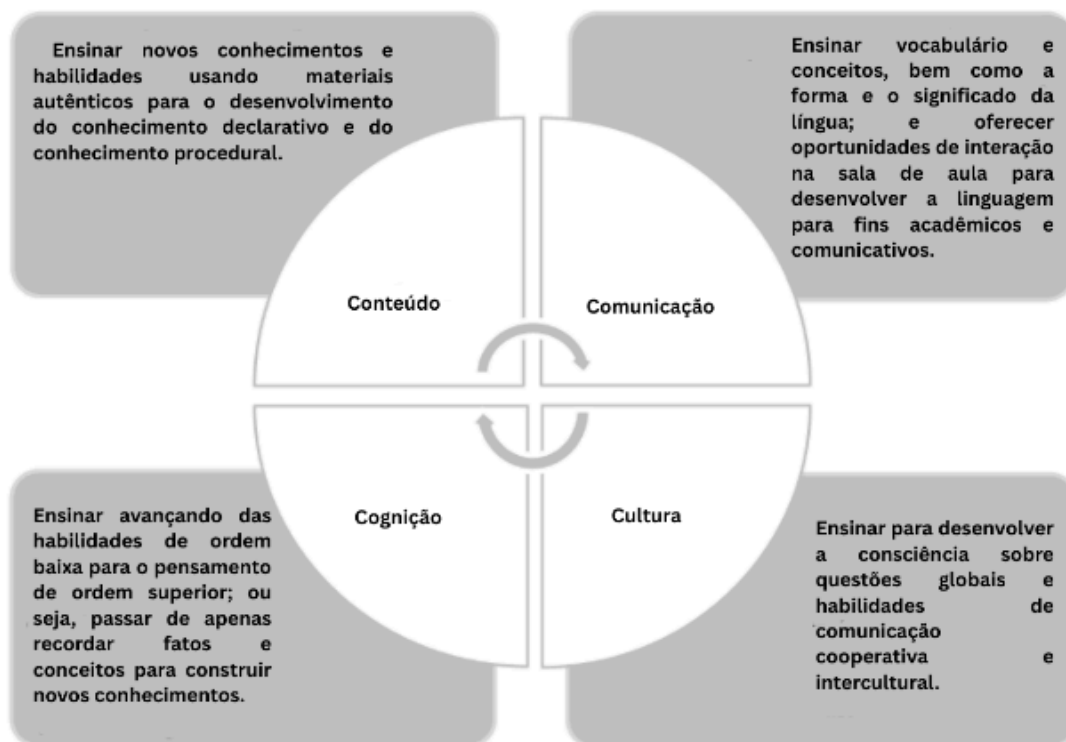 Ensinar novos conhecimentos e
habilidades usando materiais
autênticos para o desenvolvimento
do conhecimento declarativo e do
conhecimento procedural.
Ensinar vocabulário e
conceitos, bem como a
forma e o significado da
língua; e oferecer
oportunidades de interação
na sala de aula para
desenvolver a linguagem
para fins acadêmicos e
comunicativos.
Conteúdo
Comunicação
Cognição
Cultura
Ensinar avançando das
habilidades de ordem
baixa para o pensamento
de ordem superior; ou
seja, passar de apenas
recordar fatos e
conceitos para construir
novos conhecimentos.
Ensinar para desenvolver
a consciência sobre
questões globais e
habilidades de
comunicação
cooperativa e
intercultural.